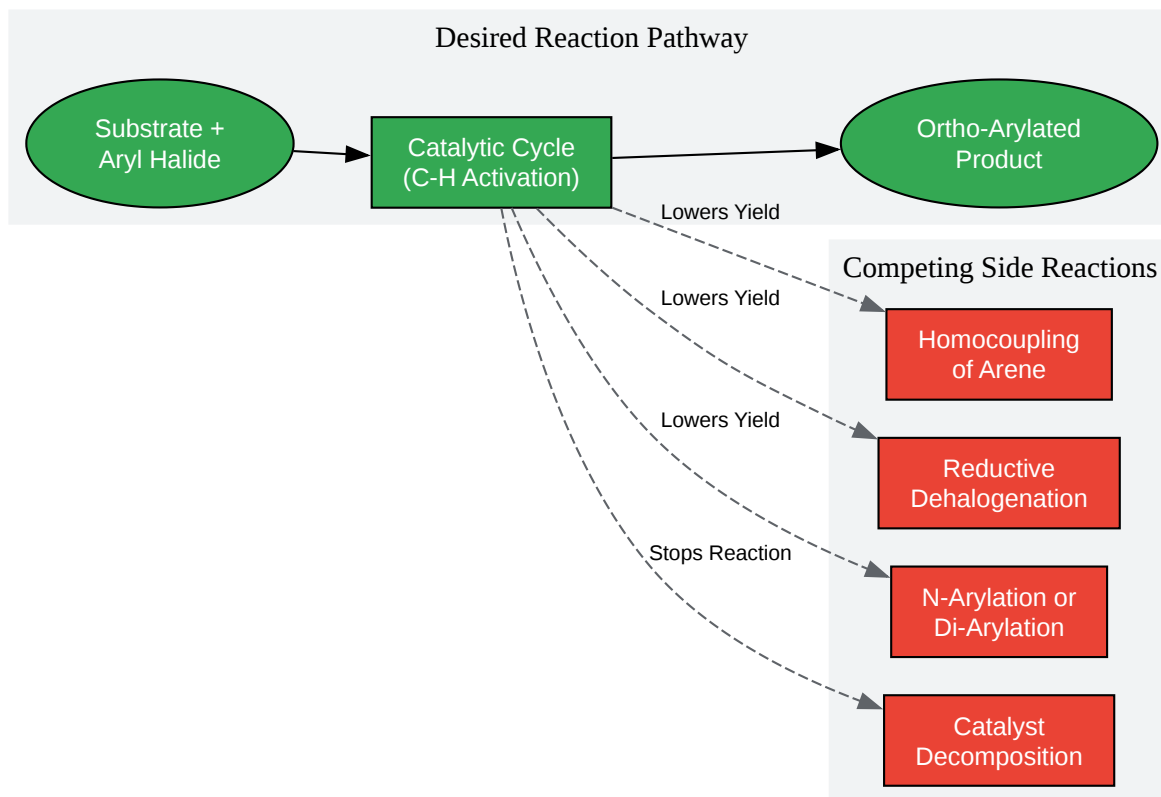 Desired Reaction Pathway
Substrate +
Aryl Halide
Catalytic Cycle
(C-H Activation)
Ortho-Arylated
Product
Lowers Yield
Competing Side Reactions
Lowers Yield
Homocoupling
of Arene
Lowers Yield
Reductive
Dehalogenation
Stops Reaction
N-Arylation or
Di-Arylation
Catalyst
Decomposition